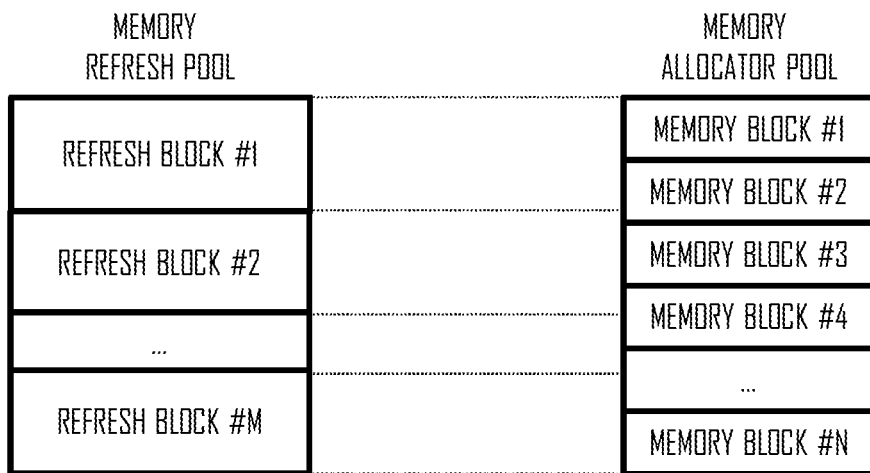 MEMORY
REFRESH POOL
REFRESH BLOCK #1
REFRESH BLOCK #2
...
REFRESH BLOCK #M
MEMORY
ALLOCATOR POOL
MEMORY BLOCK #1
MEMORY BLOCK #2
MEMORY BLOCK #3
MEMORY BLOCK #4
...
MEMORY BLOCK #N